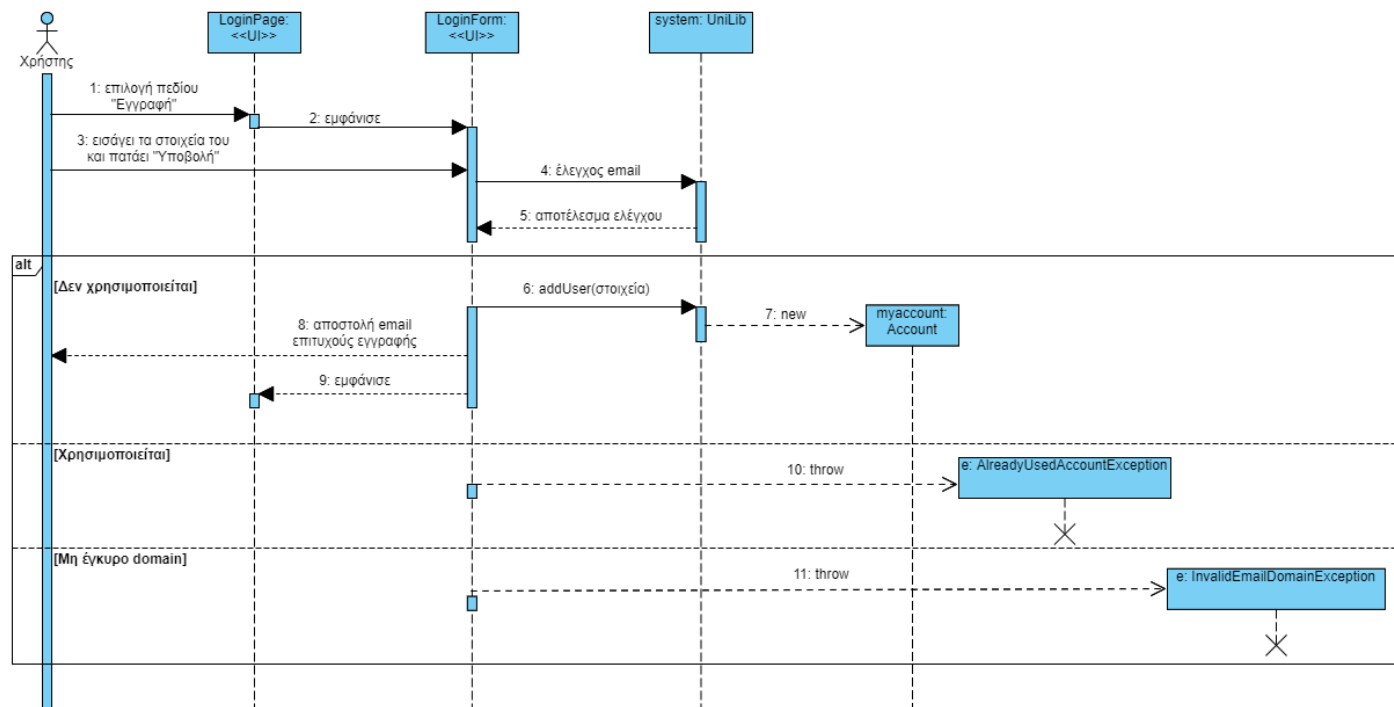 LoginPage:
<<UI>>
LoginForm:
<<UI>>
system: UniLib
Χρήστης
1: επιλογή πεδίου
"Εγγραφή"
2: εμφάνισε
3: εισάγει τα στοιχεία του
και πατάει "Υποβολή"
4: έλεγχος email
5: αποτέλεσμα ελέγχου
alt
[Δεν χρησιμοποιείται]
6: addUser(στοιχεία)
7: new
myaccount:
Account
8: αποστολή email
επιτυχούς εγγραφής
9: εμφάνισε
[Χρησιμοποιείται]
10: throw
e: AlreadyUsedAccountException
[Μη έγκυρο domain]
11: throw
e: InvalidEmailDomainException